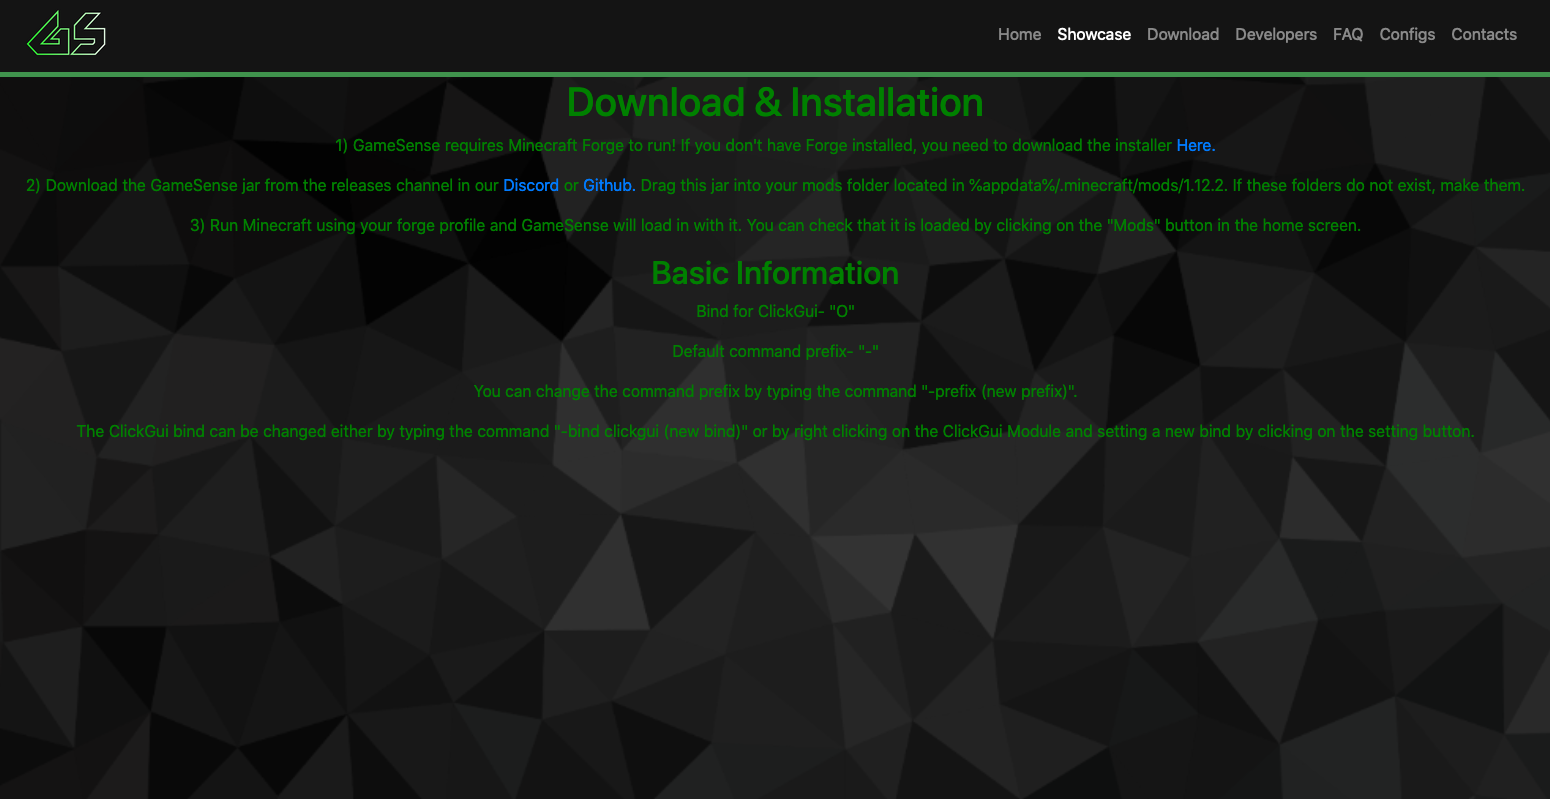 GS
Home Showcase Download Developers FAQ Configs Contacts
Download & Installation
1) GameSense requires Minecraft Forge to run! If you don't have Forge installed, you need to download the installer Here.
2) Download the GameSense jar from the releases channel in our Discord or Github. Drag this jar into your mods folder located in %appdata%/.minecraft/mods/1.12.2. If these folders do not exist, make them.
3) Run Minecraft using your forge profile and GameSense will load in with it. You can check that it is loaded by clicking on the "Mods" button in the home screen.
Basic Information
Bind for ClickGui- "O"
Default command prefix- "-"
You can change the command prefix by typing the command "-prefix (new prefix)".
The ClickGui bind can be changed either by typing the command "-bind clickgui (new bind)" or by right clicking on the ClickGui Module and setting a new bind by clicking on the setting button.